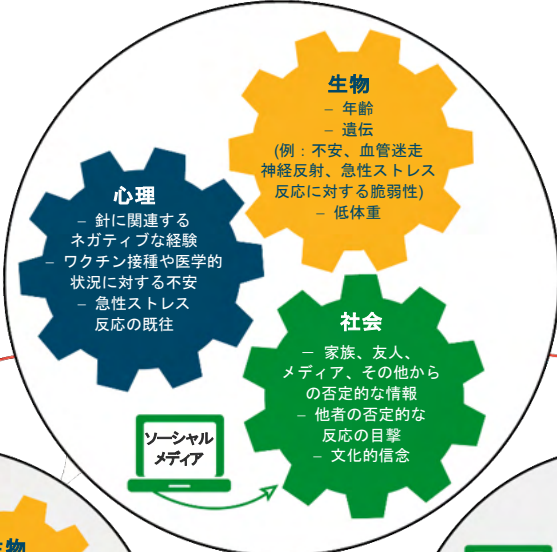 生物
– 年齢
– 遺伝
(例：不安、血管迷走
神経反射、急性ストレス
反応に対する脆弱性)
– 低体重
心理
– 針に関連する
ネガティブな経験
– ワクチン接種や医学的
状況に対する不安
– 急性ストレス
反応の既往
社会
– 家族、友人、
メディア、その他から
の否定的な情報
– 他者の否定的な
反応の目撃
– 文化的信念
ソーシャル
メディア
物